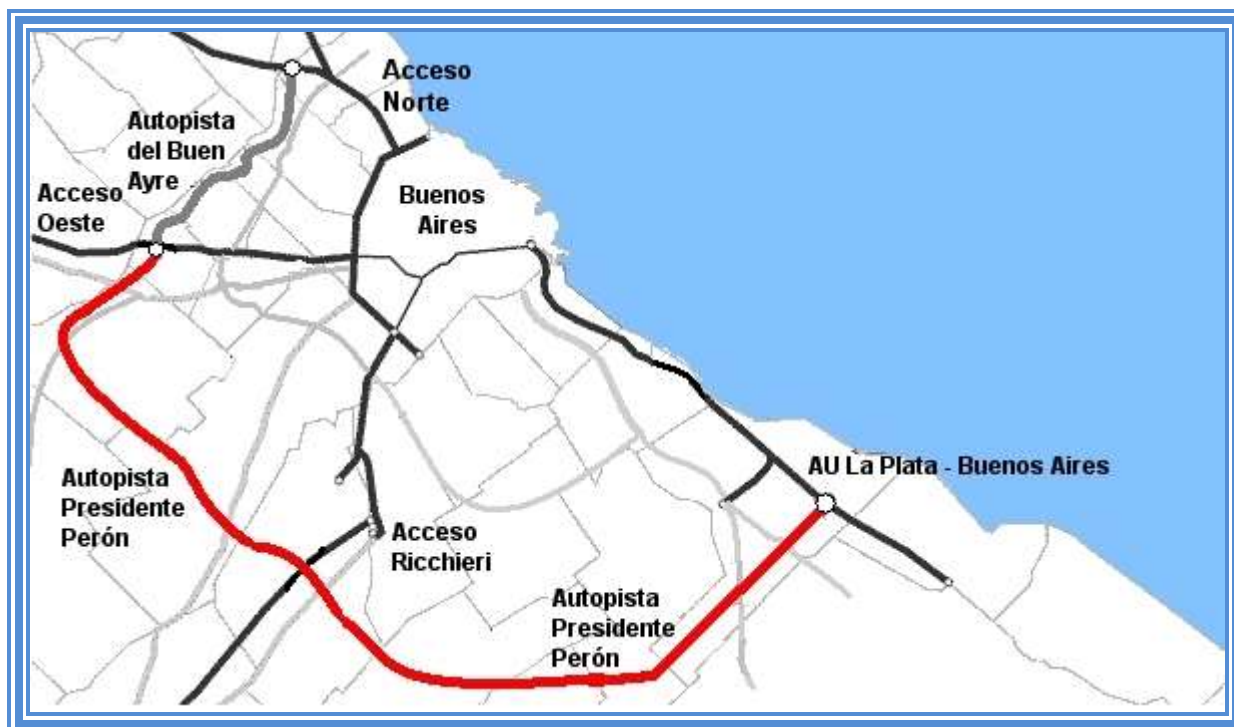 Acceso
Norte
Autopista
del Buen
Ayre
Acceso
Oeste
Buenos
Aires
AU La Plata - Buenos Aires
Autopista
Presidente
Perón
Acceso
Ricchieri
Autopista
Presidente
Perón